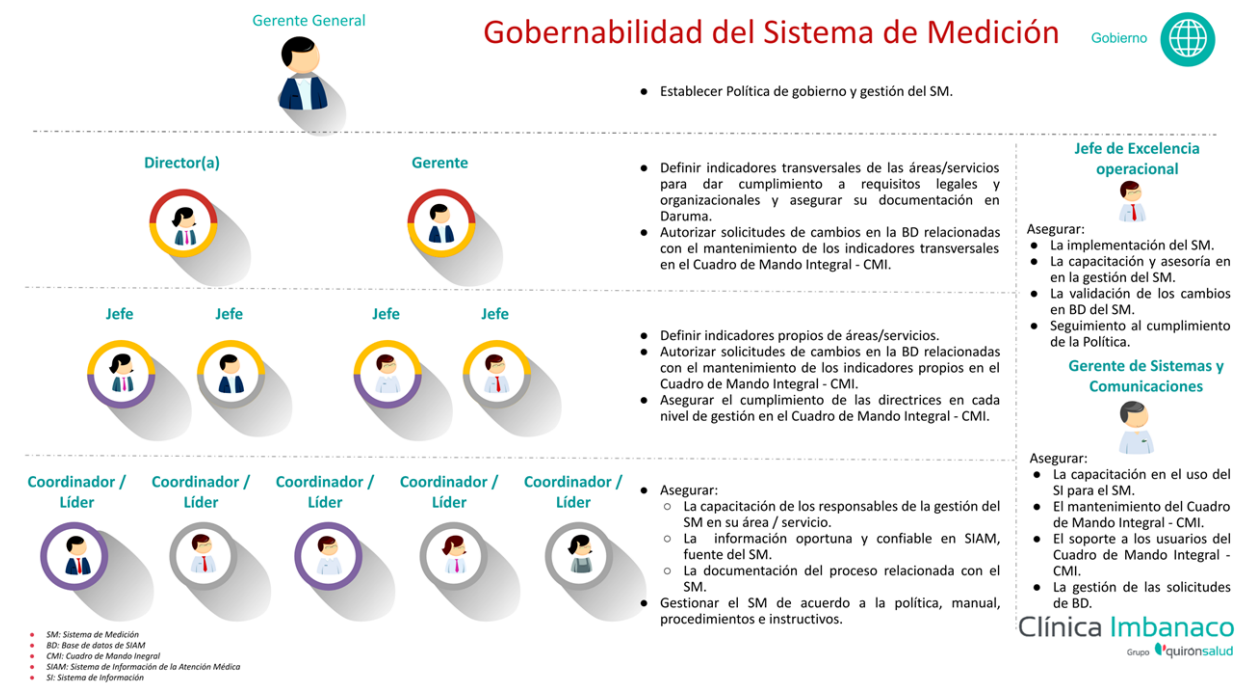 Gerente General
Gobernabilidad del Sistema de Medición
Gobierno
● Establecer Política de gobierno y gestión del SM.
Director(a)
Gerente
● Definir indicadores transversales de las áreas/servicios
para dar cumplimiento a requisitos legales y
organizacionales y asegurar su documentación en
Daruma.
● Autorizar solicitudes de cambios en la BD relacionadas
con el mantenimiento de los indicadores transversales
en el Cuadro de Mando Integral - CMI.
Jefe
Jefe
Jefe
Jefe
● Definir indicadores propios de áreas/servicios.
● Autorizar solicitudes de cambios en la BD relacionadas
con el mantenimiento de los indicadores propios en el
Cuadro de Mando Integral - CMI.
● Asegurar el cumplimiento de las directrices en cada
nivel de gestión en el Cuadro de Mando Integral - CMI.
Coordinador /
Líder
Coordinador /
Líder
Coordinador /
Líder
Coordinador /
Líder
Coordinador /
Líder
● Asegurar:
○ La capacitación de los responsables de la gestión del
SM en su área / servicio.
○ La información oportuna y confiable en SIAM,
fuente del SM.
○ La documentación del proceso relacionada con el
SM.
● Gestionar el SM de acuerdo a la política, manual,
procedimientos e instructivos.
Jefe de Excelencia
operacional
Asegurar:
● La implementación del SM.
● La capacitación y asesoría en
en la gestión del SM.
● La validación de los cambios
en BD del SM.
● Seguimiento al cumplimiento
de la Política.
Gerente de Sistemas y
Comunicaciones
Asegurar:
● La capacitación en el uso del
SI para el SM.
● El mantenimiento del Cuadro
de Mando Integral - CMI.
● El soporte a los usuarios del
Cuadro de Mando Integral -
CMI.
● La gestión de las solicitudes
de BD.
● SM: Sistema de Medición
● BD: Base de datos de SIAM
● CMI: Cuadro de Mando Inegral
● SIAM: Sistema de Información de la Atención Médica
● SI: Sistema de Información
Clínica Imbanaco
Grupo quirónsalud